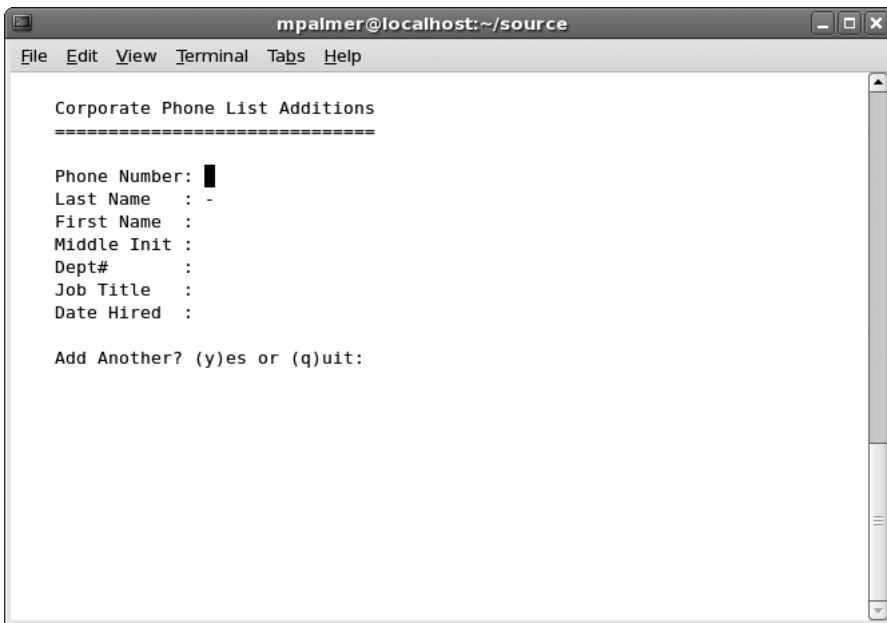 mpalmer@localhost:~/source
File Edit View Terminal Tabs Help
Corporate Phone List Additions
==============================
Phone Number:
Last Name   : -
First Name  :
Middle Init :
Dept#       :
Job Title   :
Date Hired  :
Add Another? (y)es or (q)uit: